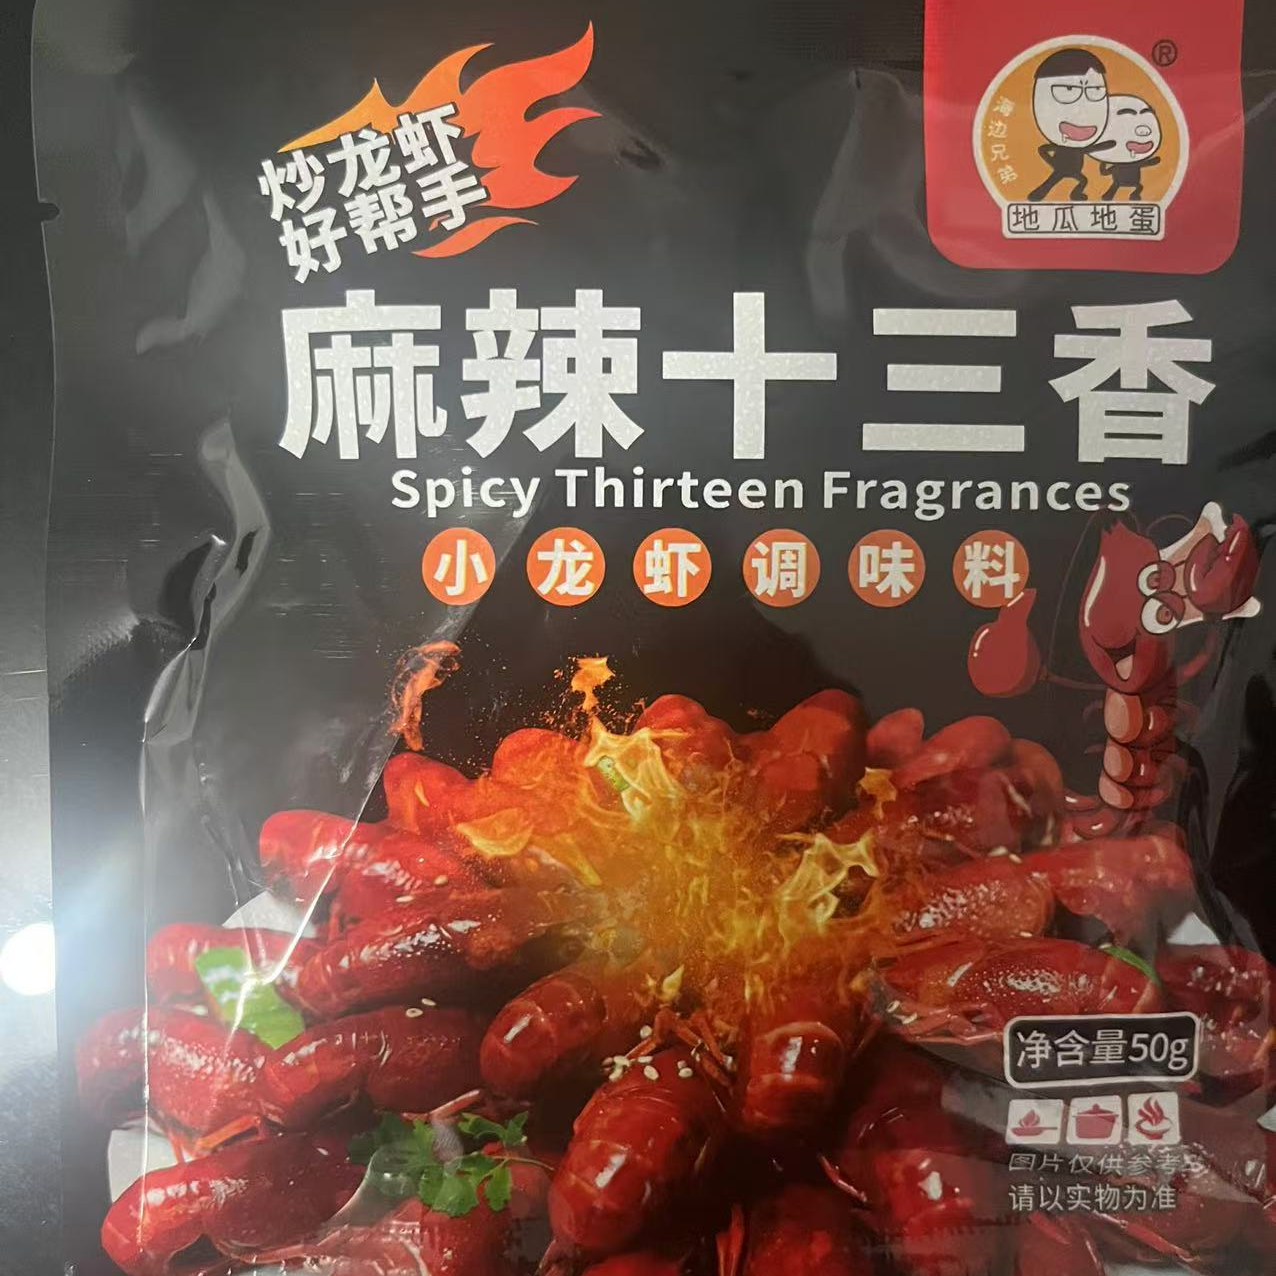 炒龙虾
好帮手
®
海边兄弟
地瓜地蛋
麻辣十三香
Spicy Thirteen Fragrances
小龙虾调味料
净含量50g
图片仅供参考
请以实物为准